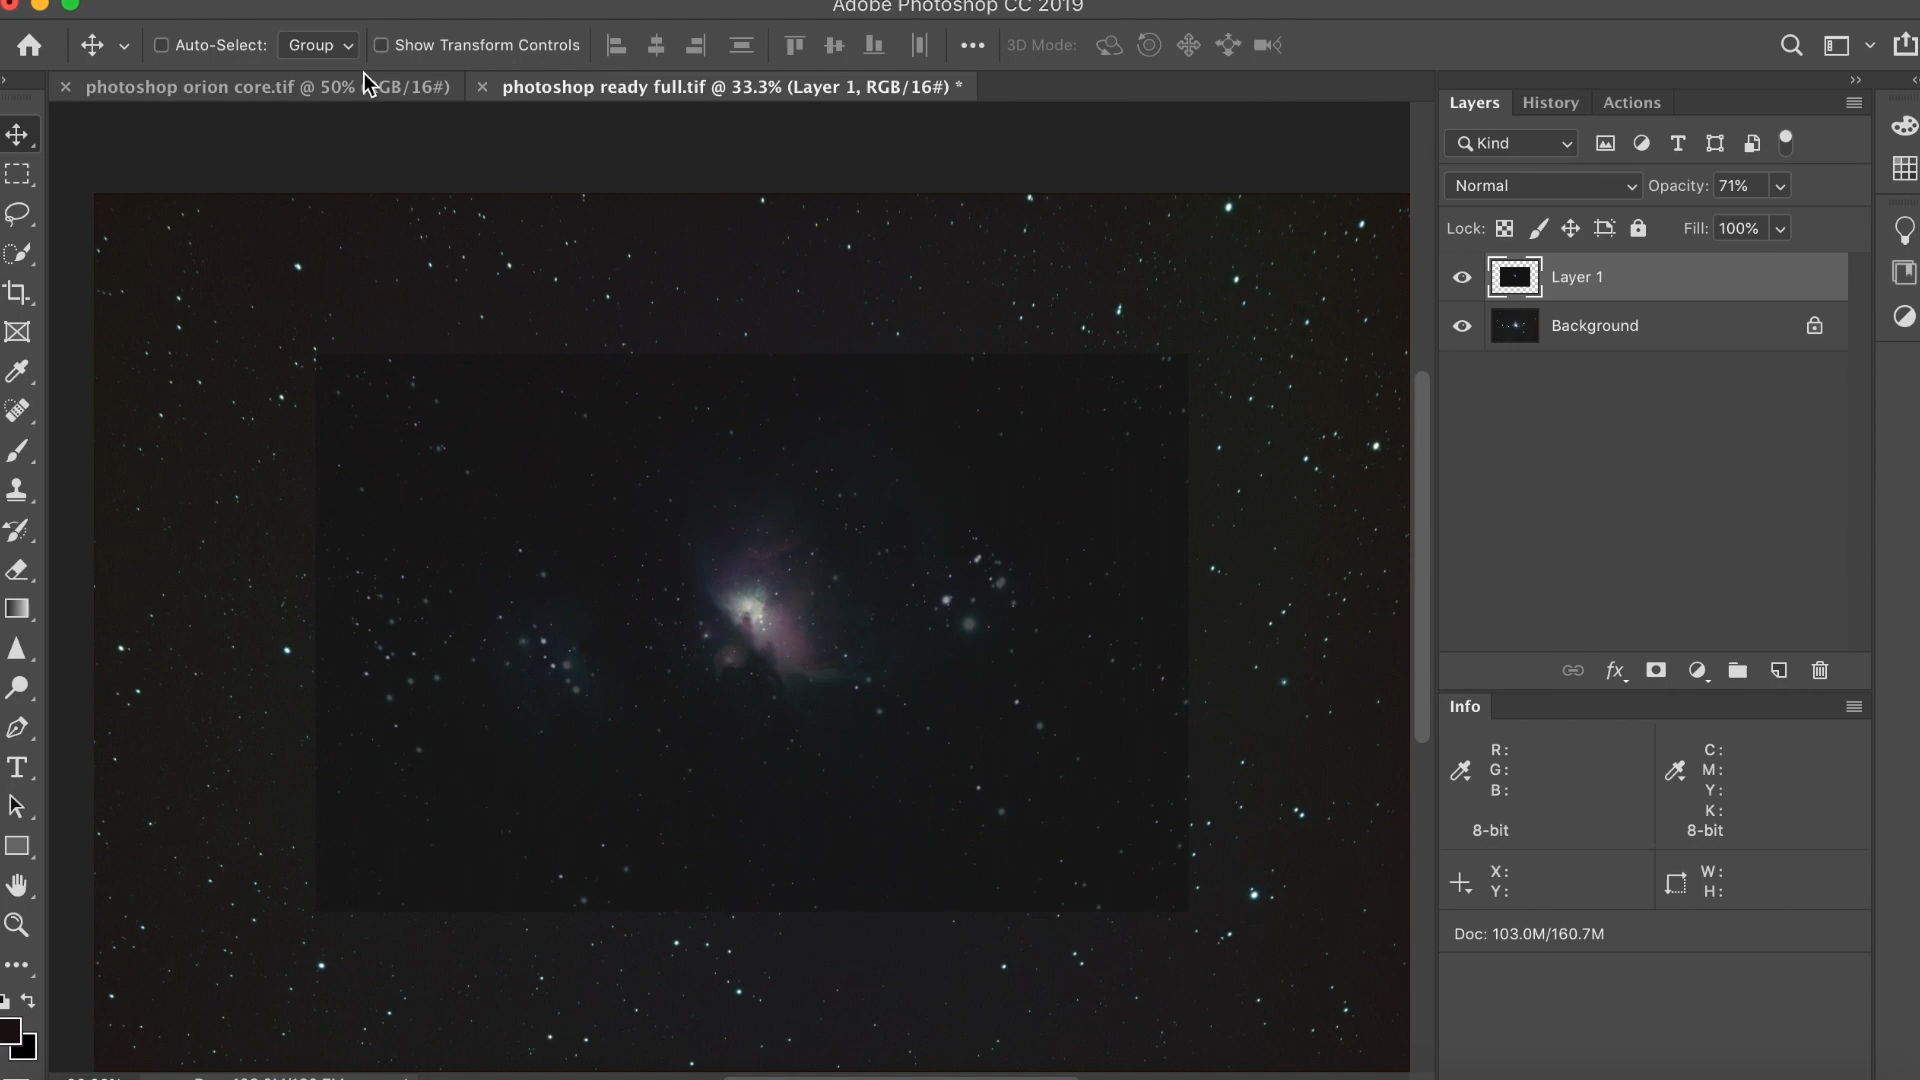 Adobe Photoshop CC 2019
Auto-Select: Group Show Transform Controls 3D Mode:
photoshop orion core.tif @ 50% GB/16#) photoshop ready full.tif @ 33.3% (Layer 1, RGB/16#) *
Layers History Actions
Kind
Normal Opacity: 71%
Lock: Fill: 100%
Layer 1
Background
fx
Info
R: C:
G: M:
B: Y:
K:
8-bit 8-bit
X: W:
Y: H:
Doc: 103.0M/160.7M